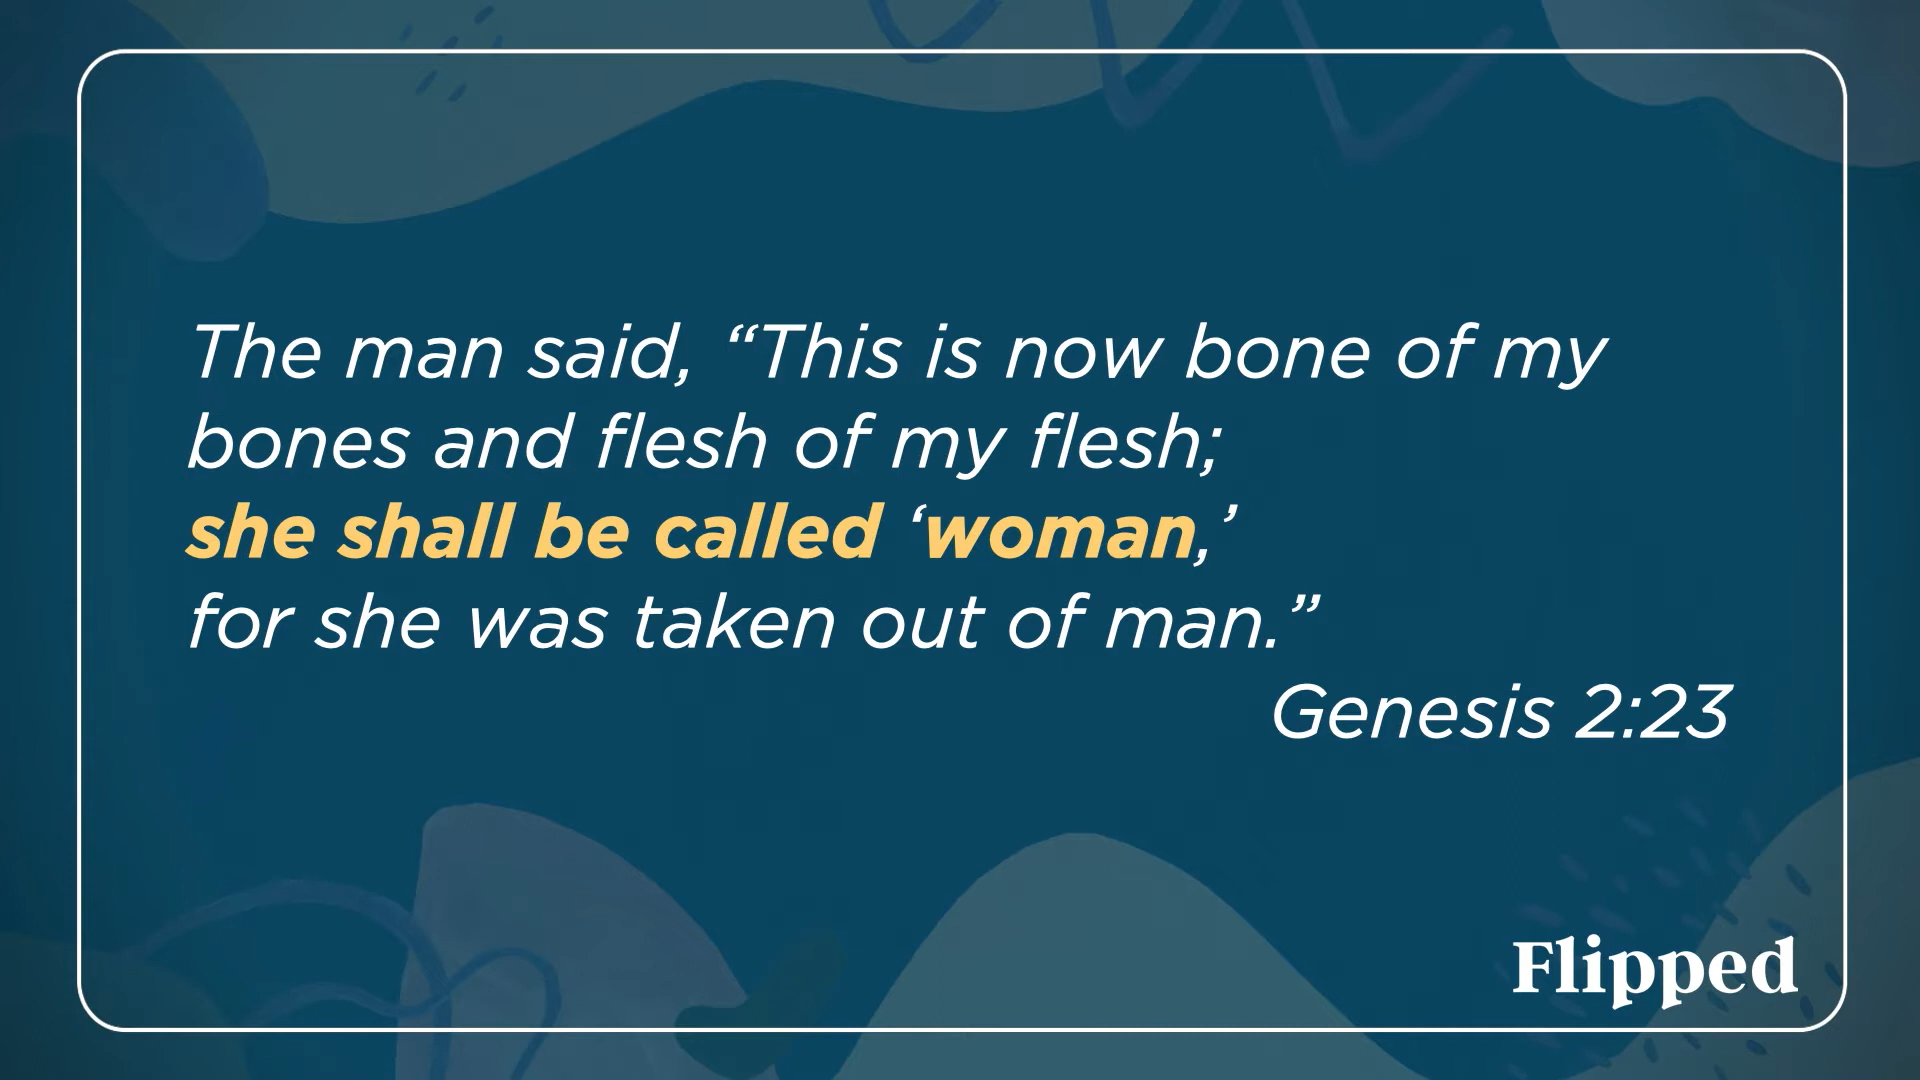 The man said, “This is now bone of my
bones and flesh of my flesh;
she shall be called ‘woman,’
for she was taken out of man.”
Genesis 2:23
Flipped